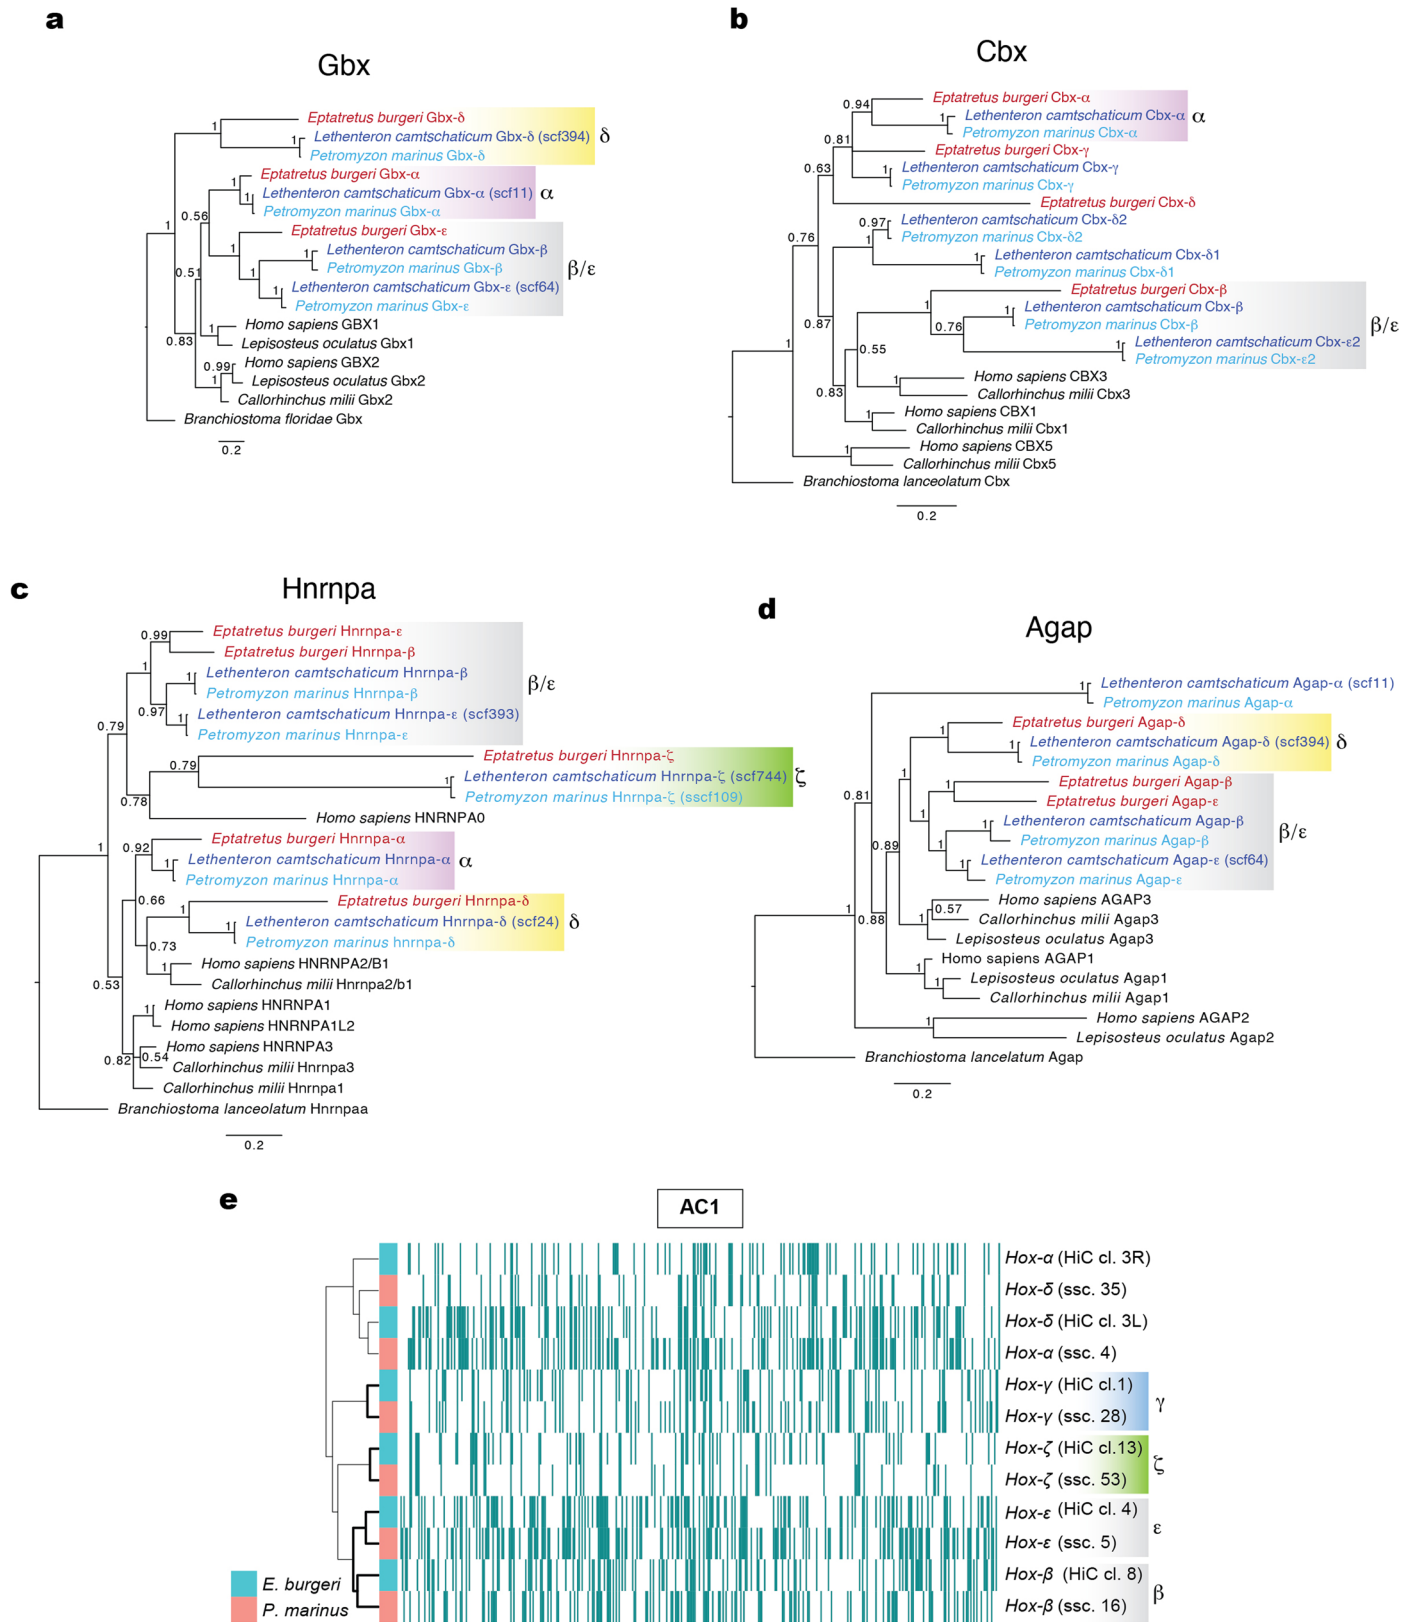 a
Gbx
Eptatretus burgeri Gbx-δ
Lethenteron camtschaticum Gbx-δ (scf394)
Petromyzon marinus Gbx-δ
δ
Eptatretus burgeri Gbx-α
Lethenteron camtschaticum Gbx-α (scf11)
Petromyzon marinus Gbx-α
α
Eptatretus burgeri Gbx-ε
Lethenteron camtschaticum Gbx-β
Petromyzon marinus Gbx-β
Lethenteron camtschaticum Gbx-ε (scf64)
Petromyzon marinus Gbx-ε
β/ε
Homo sapiens GBX1
Lepisosteus oculatus Gbx1
Homo sapiens GBX2
Lepisosteus oculatus Gbx2
Callorhinchus milii Gbx2
Branchiostoma floridae Gbx
1
1
1
1
1
0.56
1
1
1
1
0.51
1
0.83
0.99
1
0.2
b
Cbx
Eptatretus burgeri Cbx-α
Lethenteron camtschaticum Cbx-α
Petromyzon marinus Cbx-α
α
Eptatretus burgeri Cbx-γ
Lethenteron camtschaticum Cbx-γ
Petromyzon marinus Cbx-γ
Eptatretus burgeri Cbx-δ
Lethenteron camtschaticum Cbx-δ2
Petromyzon marinus Cbx-δ2
Lethenteron camtschaticum Cbx-δ1
Petromyzon marinus Cbx-δ1
Eptatretus burgeri Cbx-β
Lethenteron camtschaticum Cbx-β
Petromyzon marinus Cbx-β
Lethenteron camtschaticum Cbx-ε2
Petromyzon marinus Cbx-ε2
β/ε
Homo sapiens CBX3
Callorhinchus milii Cbx3
Homo sapiens CBX1
Callorhinchus milii Cbx1
Homo sapiens CBX5
Callorhinchus milii Cbx5
Branchiostoma lanceolatum Cbx
0.94
1
0.81
0.63
1
0.97
0.76
1
1
1
1
0.87
0.76
1
1
0.55
1
0.83
1
1
0.2
c
Hnrnpa
Eptatretus burgeri Hnrnpa-ε
Eptatretus burgeri Hnrnpa-β
Lethenteron camtschaticum Hnrnpa-β
Petromyzon marinus Hnrnpa-β
Lethenteron camtschaticum Hnrnpa-ε (scf393)
Petromyzon marinus Hnrnpa-ε
β/ε
Eptatretus burgeri Hnrnpa-ζ
Lethenteron camtschaticum Hnrnpa-ζ (scf744)
Petromyzon marinus Hnrnpa-ζ (sscf109)
ζ
Homo sapiens HNRNPA0
Eptatretus burgeri Hnrnpa-α
Lethenteron camtschaticum Hnrnpa-α
Petromyzon marinus Hnrnpa-α
α
Eptatretus burgeri Hnrnpa-δ
Lethenteron camtschaticum Hnrnpa-δ (scf24)
Petromyzon marinus hnrnpa-δ
δ
Homo sapiens HNRNPA2/B1
Callorhinchus milii Hnrnpa2/b1
Homo sapiens HNRNPA1
Homo sapiens HNRNPA1L2
Homo sapiens HNRNPA3
Callorhinchus milii Hnrnpa3
Callorhinchus milii Hnrnpa1
Branchiostoma lanceolatum Hnrnpaa
0.99
1
1
0.97
1
0.79
0.79
1
0.78
1
0.92
1
0.66
1
1
0.73
1
0.53
1
0.82
0.54
0.2
d
Agap
Lethenteron camtschaticum Agap-α (scf11)
Petromyzon marinus Agap-α
Eptatretus burgeri Agap-δ
Lethenteron camtschaticum Agap-δ (scf394)
Petromyzon marinus Agap-δ
δ
Eptatretus burgeri Agap-β
Eptatretus burgeri Agap-ε
Lethenteron camtschaticum Agap-β
Petromyzon marinus Agap-β
Lethenteron camtschaticum Agap-ε (scf64)
Petromyzon marinus Agap-ε
β/ε
Homo sapiens AGAP3
Callorhinchus milii Agap3
Lepisosteus oculatus Agap3
Homo sapiens AGAP1
Lepisosteus oculatus Agap1
Callorhinchus milii Agap1
Homo sapiens AGAP2
Lepisosteus oculatus Agap2
Branchiostoma lancelatum Agap
1
1
1
1
1
0.81
1
1
0.89
1
1
0.57
1
0.88
1
1
1
1
0.2
e
AC1
Hox-α (HiC cl. 3R)
Hox-δ (ssc. 35)
Hox-δ (HiC cl. 3L)
Hox-α (ssc. 4)
Hox-γ (HiC cl.1)
Hox-γ (ssc. 28)
γ
Hox-ζ (HiC cl.13)
Hox-ζ (ssc. 53)
ζ
Hox-ε (HiC cl. 4)
Hox-ε (ssc. 5)
ε
Hox-β (HiC cl. 8)
Hox-β (ssc. 16)
β
E. burgeri
P. marinus